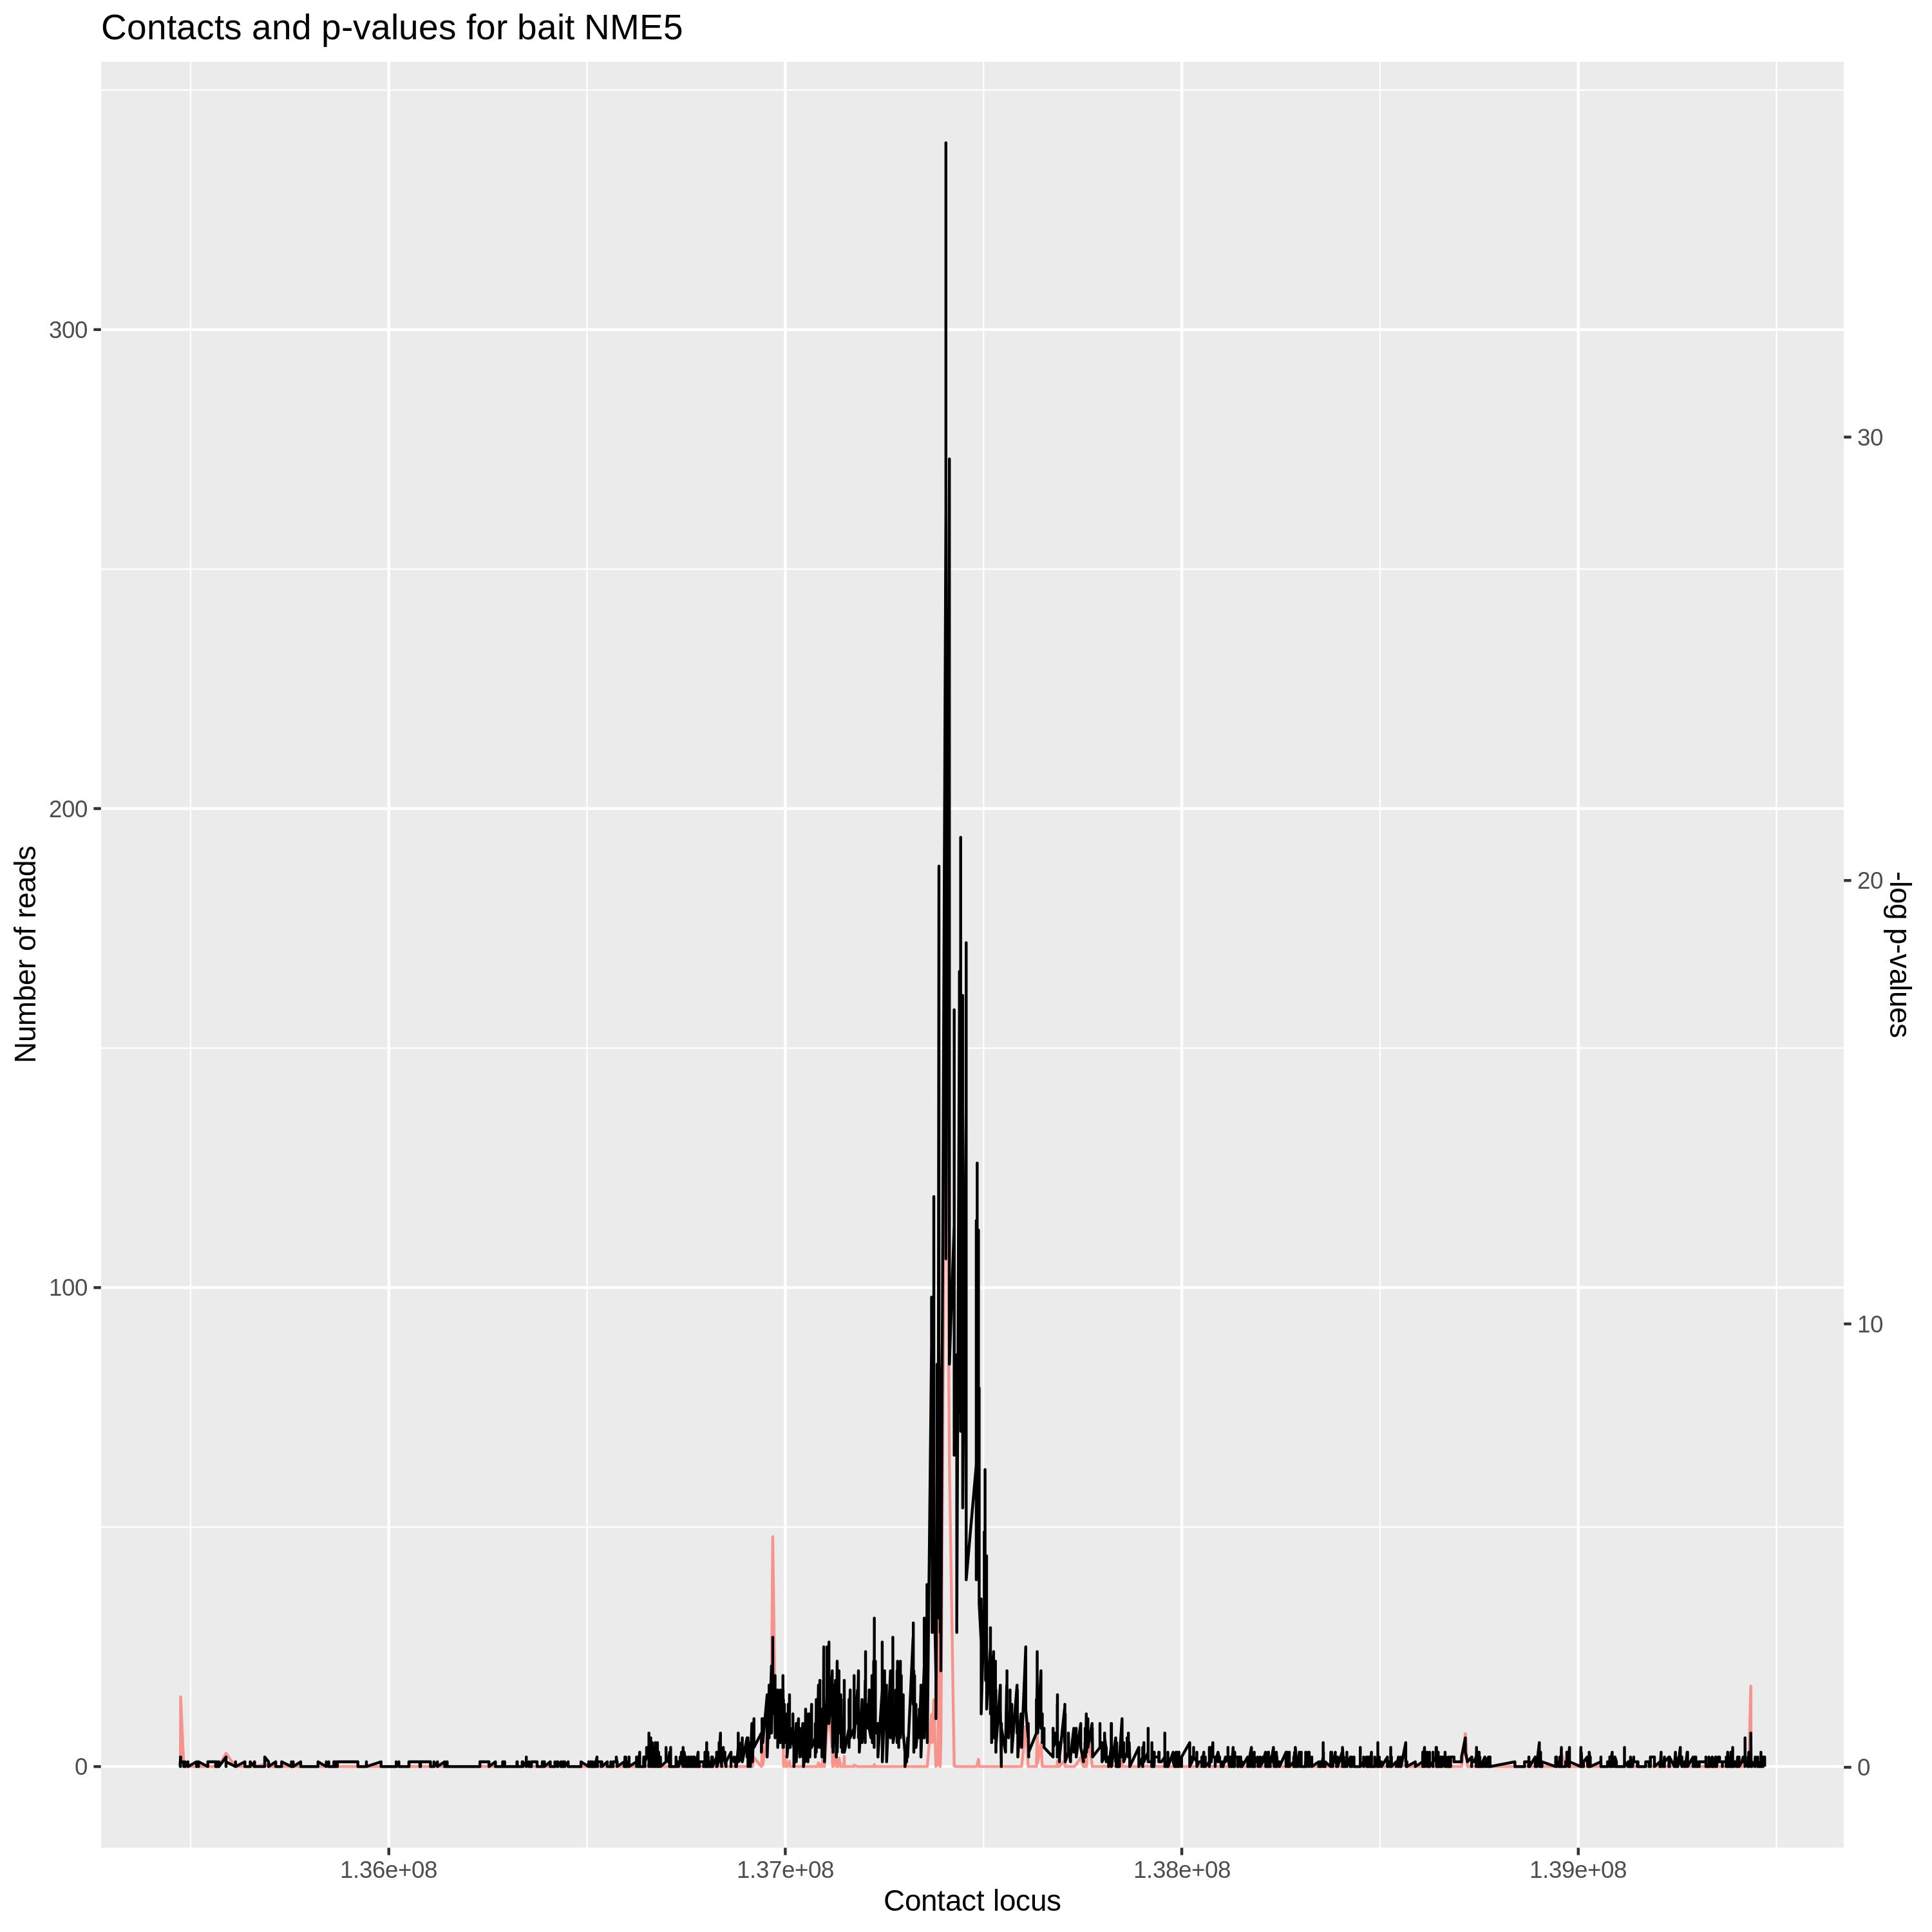 Contacts and p-values for bait NME5
Number of reads
300
200
100
0
30
20
10
0
-log p-values
1.36e+08
1.37e+08
1.38e+08
1.39e+08
Contact locus